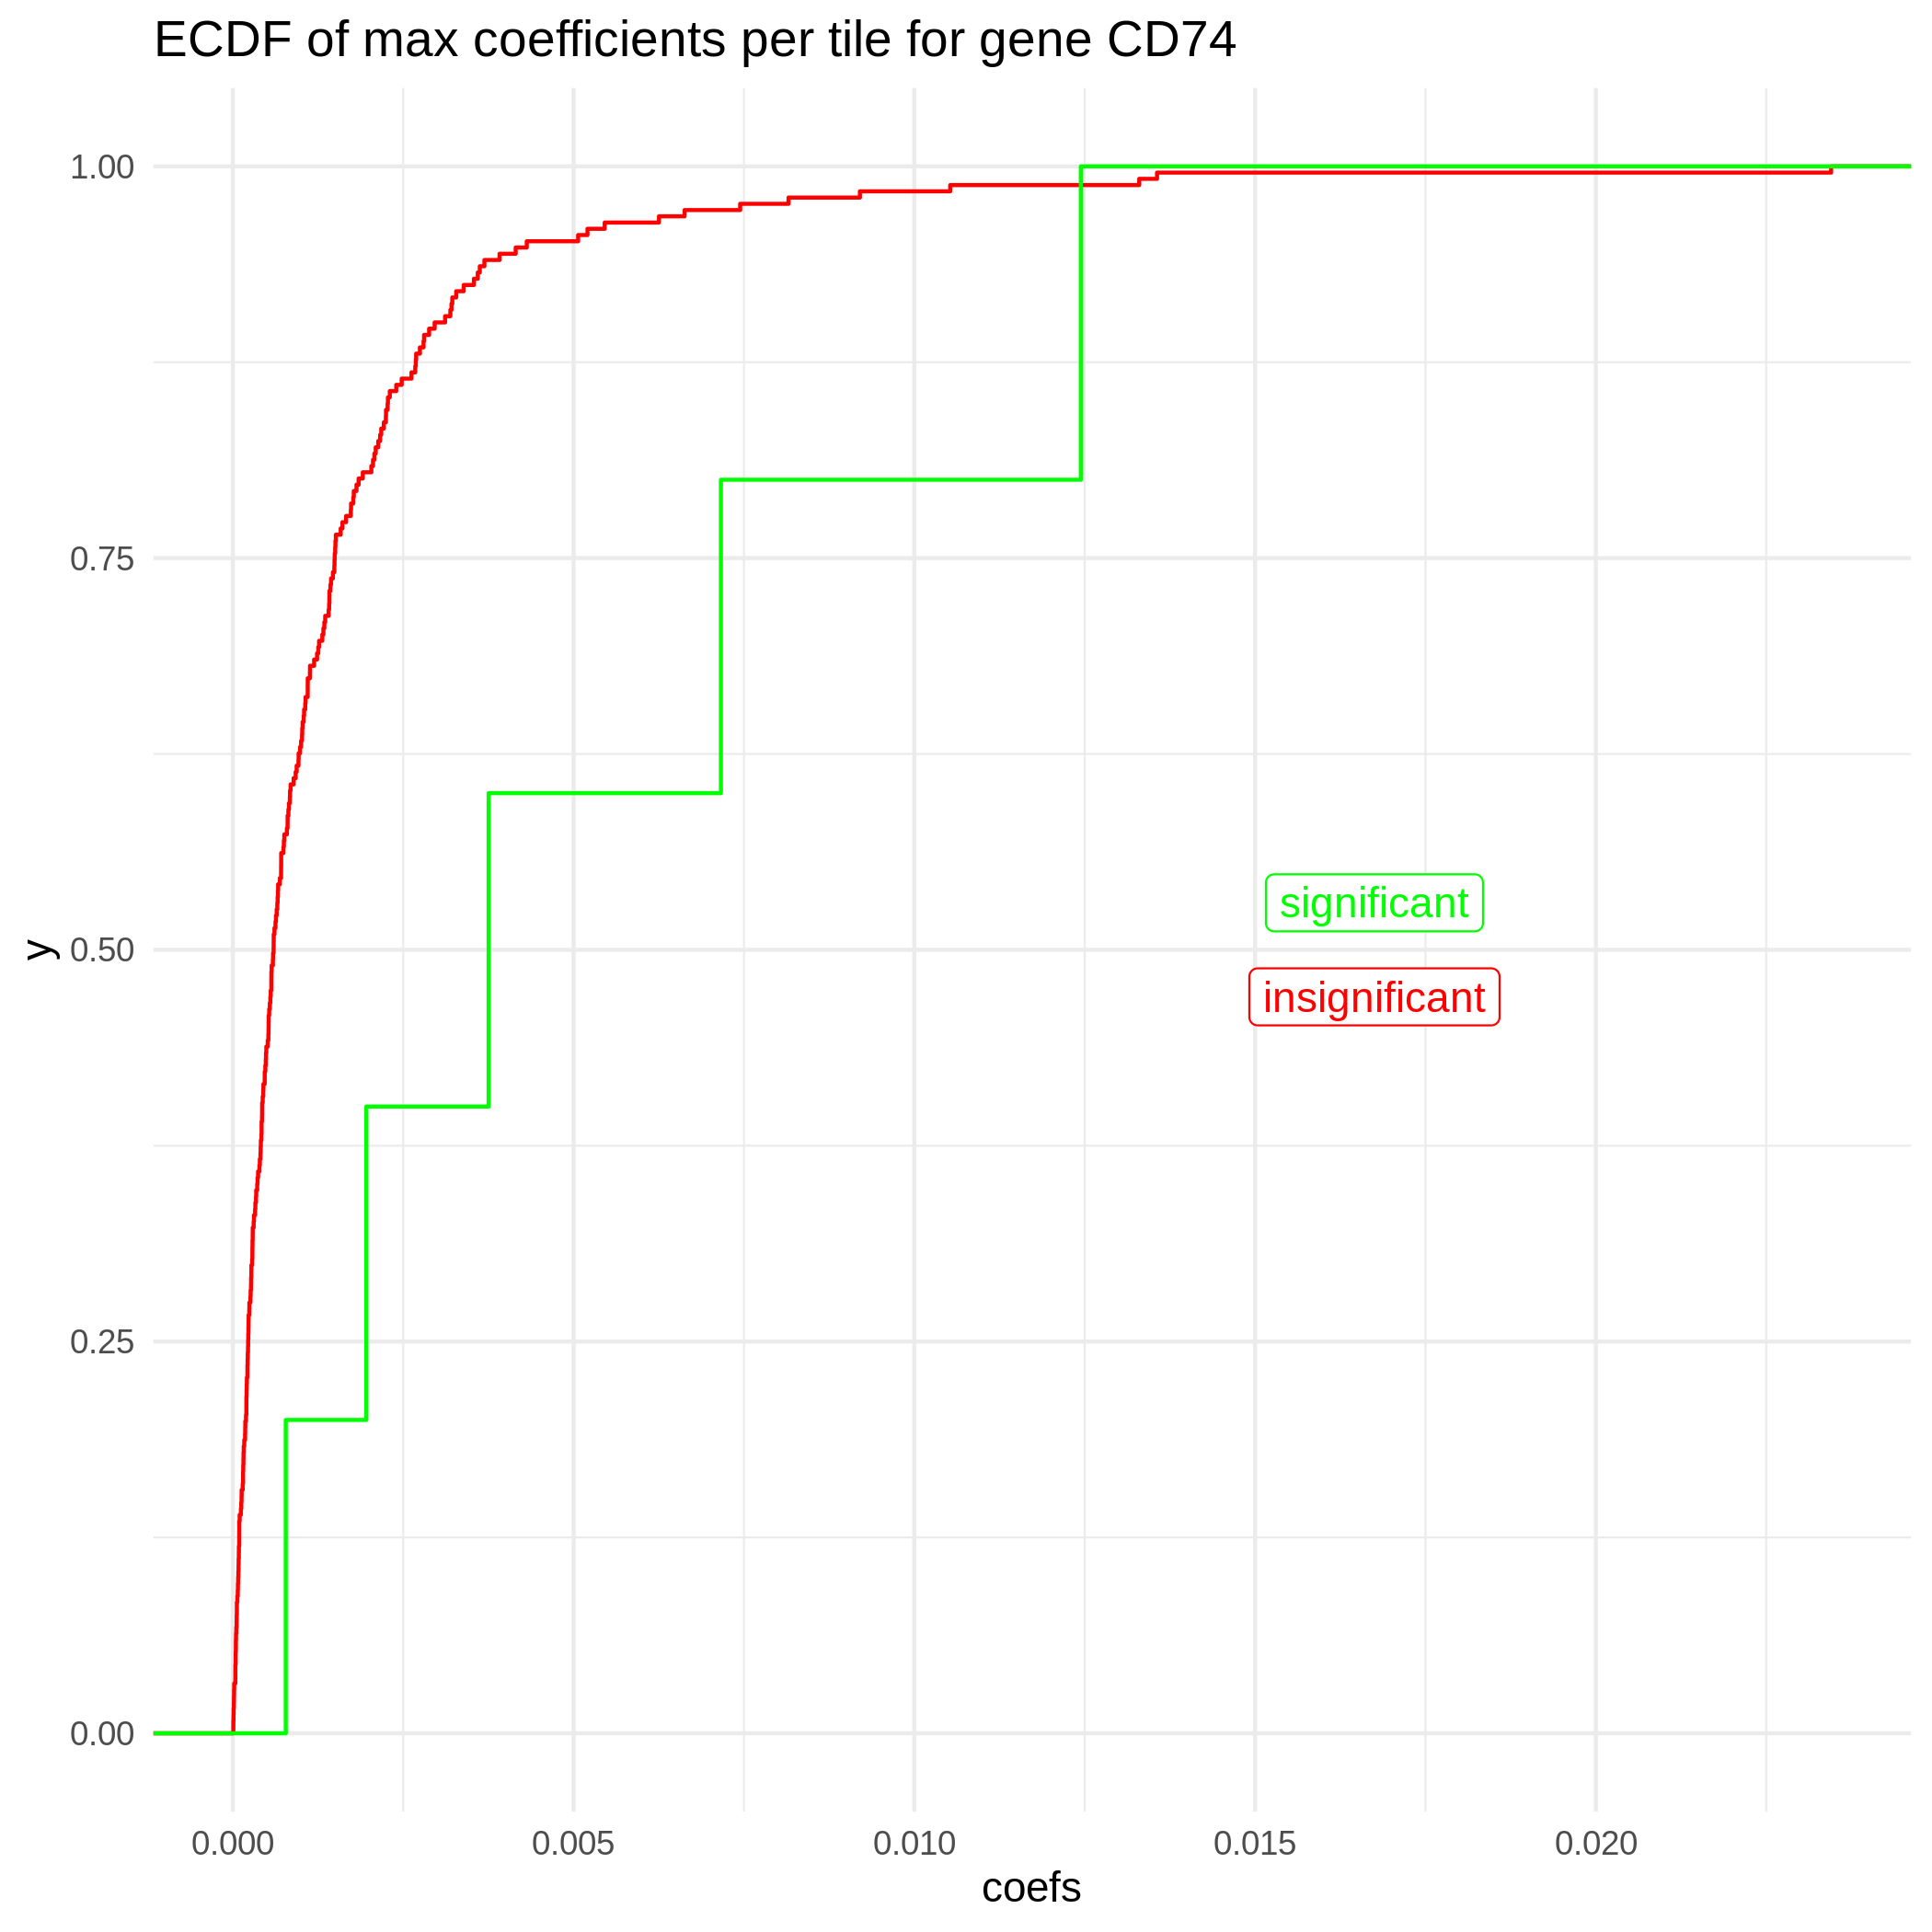 ECDF of max coefficients per tile for gene CD74
1.00
0.75
0.50
0.25
0.00
y
significant
insignificant
0.000 0.005 0.010 0.015 0.020
coefs